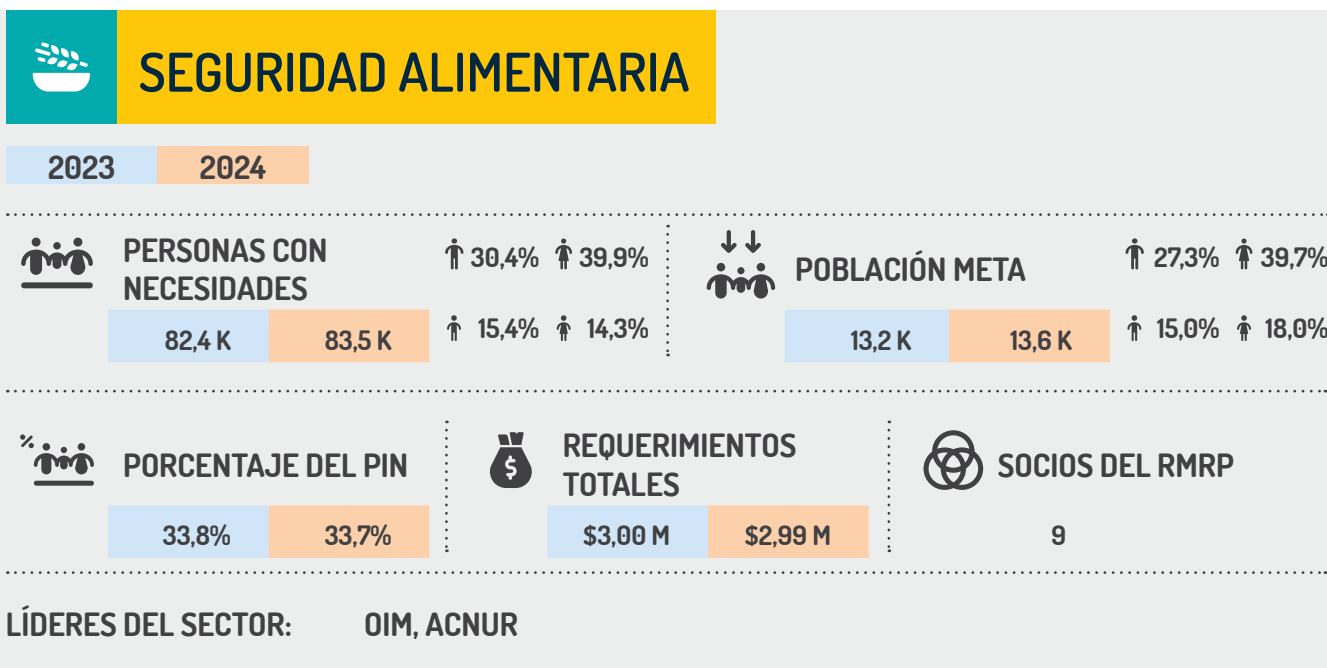 SEGURIDAD ALIMENTARIA
2023 2024
PERSONAS CON
NECESIDADES
30,4% 39,9%
82,4 K 83,5 K
15,4% 14,3%
POBLACIÓN META
27,3% 39,7%
13,2 K 13,6 K
15,0% 18,0%
% PORCENTAJE DEL PIN
33,8% 33,7%
$ REQUERIMIENTOS
TOTALES
$3,00 M $2,99 M
SOCIOS DEL RMRP
9
LÍDERES DEL SECTOR: OIM, ACNUR